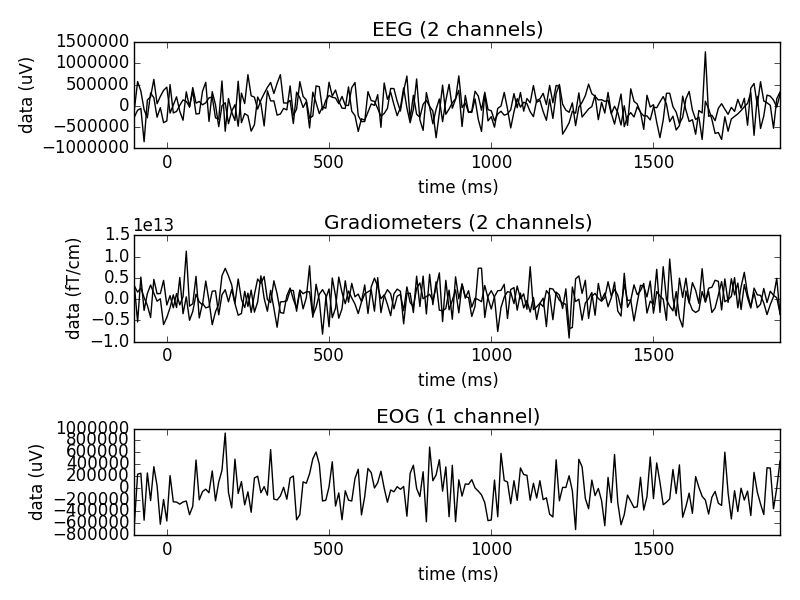 EEG (2 channels)
1500000
1000000
500000
0
−500000
−1000000
data (uV)
0 500 1000 1500
time (ms)
Gradiometers (2 channels)
1e13
1.5
1.0
0.5
0.0
−0.5
−1.0
data (fT/cm)
0 500 1000 1500
time (ms)
EOG (1 channel)
1000000
800000
600000
400000
200000
0
−200000
−400000
−600000
−800000
data (uV)
0 500 1000 1500
time (ms)